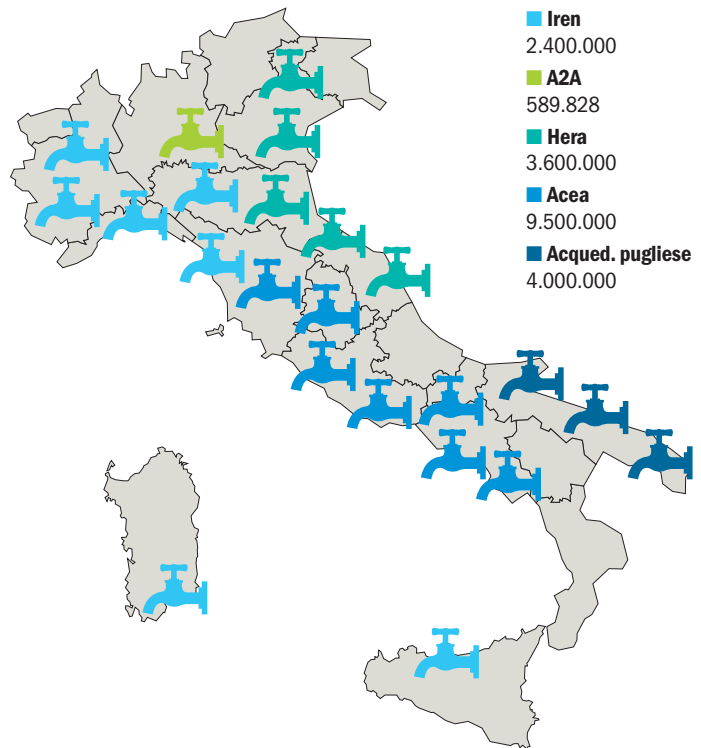 Iren
2.400.000
A2A
589.828
Hera
3.600.000
Acea
9.500.000
Acqued. pugliese
4.000.000